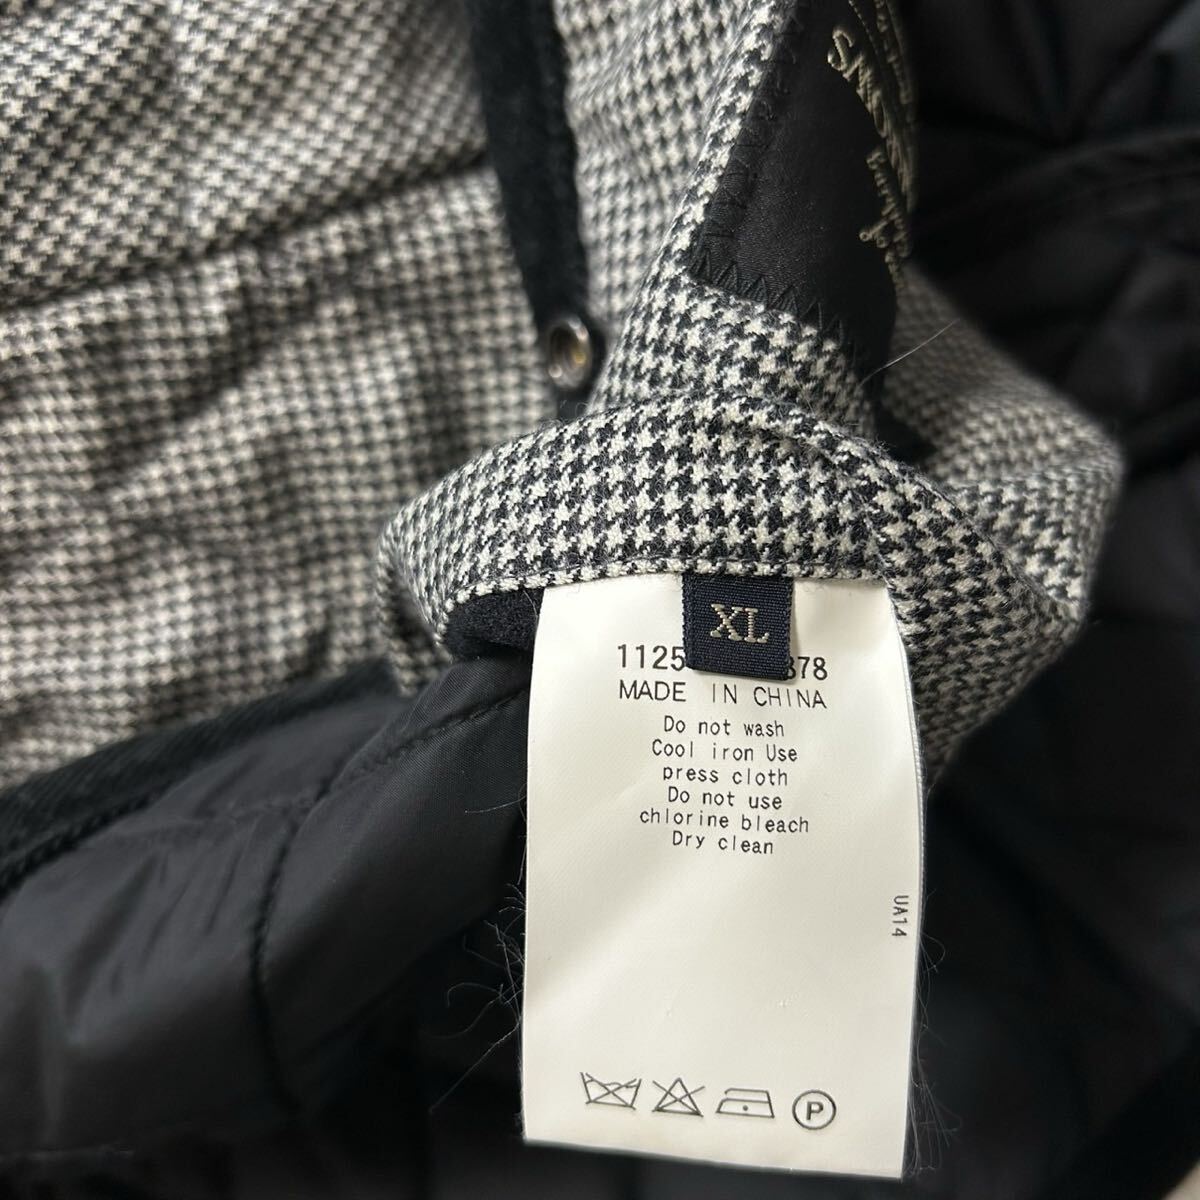 XL
1125
878
MADE IN CHINA
Do not wash
Cool iron Use
press cloth
Do not use
chlorine bleach
Dry clean
UA14
P